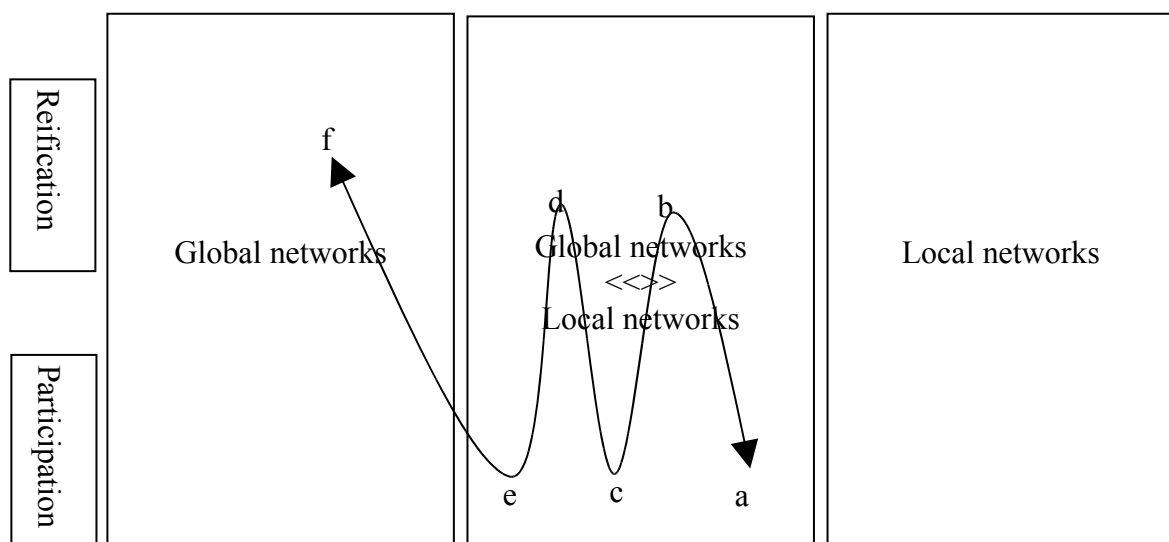 Reification
Participation
f
Global networks
d
b
Global networks
<<>>
Local networks
e
c
a
Local networks